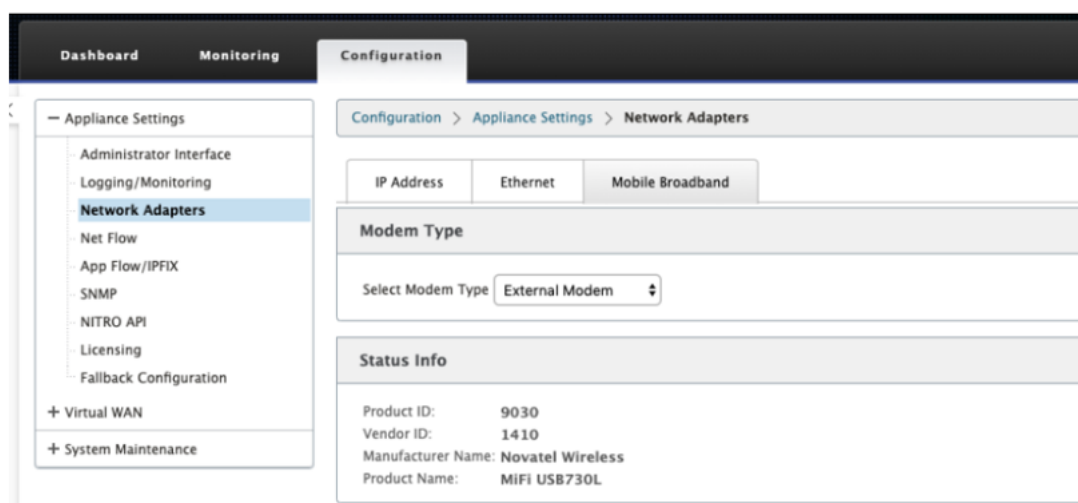 Dashboard Monitoring Configuration
— Appliance Settings
Administrator Interface
Logging/Monitoring
Network Adapters
Net Flow
App Flow/IPFIX
SNMP
NITRO API
Licensing
Fallback Configuration
+ Virtual WAN
+ System Maintenance
Configuration > Appliance Settings > Network Adapters
IP Address Ethernet Mobile Broadband
Modem Type
Select Modem Type External Modem
Status Info
Product ID: 9030
Vendor ID: 1410
Manufacturer Name: Novatel Wireless
Product Name: MiFi USB730L